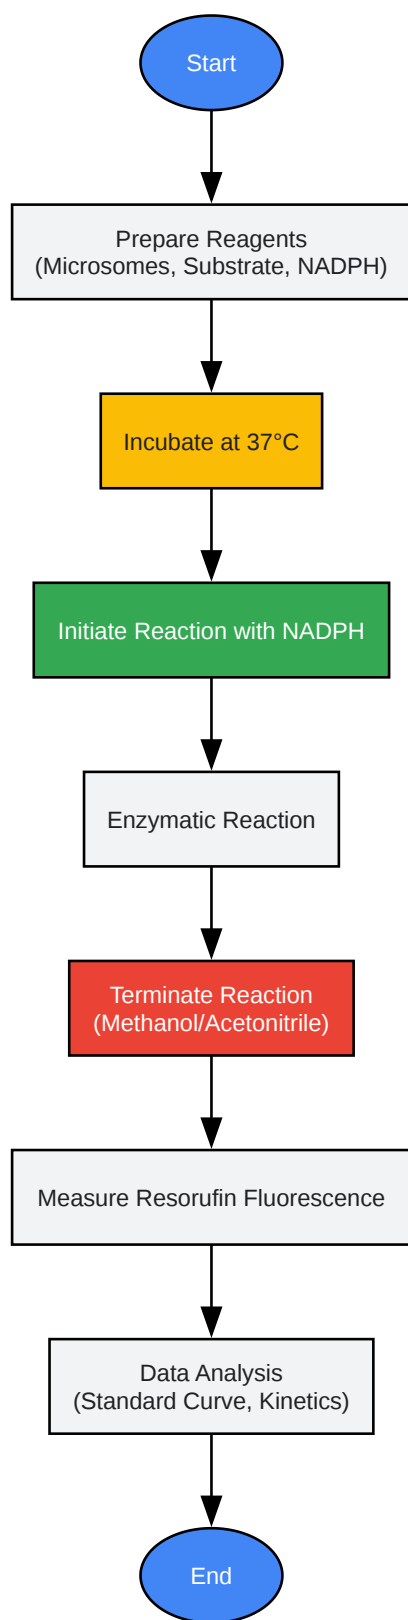 Start
Prepare Reagents
(Microsomes, Substrate, NADPH)
Incubate at 37°C
Initiate Reaction with NADPH
Enzymatic Reaction
Terminate Reaction
(Methanol/Acetonitrile)
Measure Resorufin Fluorescence
Data Analysis
(Standard Curve, Kinetics)
End